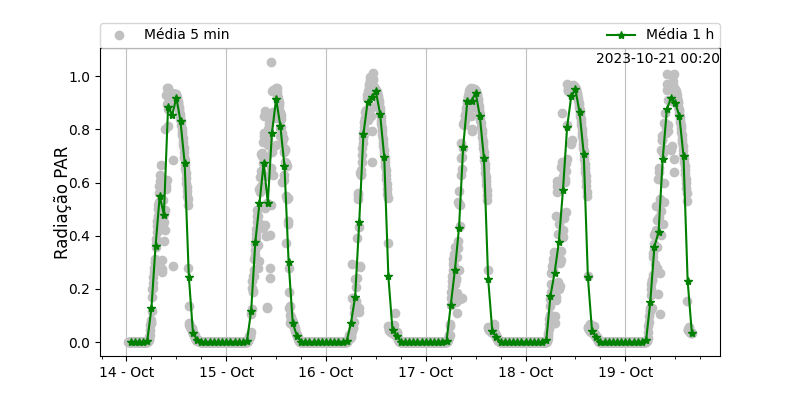 Média 5 min
Média 1 h
2023-10-21 00:20
Radiação PAR
1.0
0.8
0.6
0.4
0.2
0.0
14 - Oct
15 - Oct
16 - Oct
17 - Oct
18 - Oct
19 - Oct